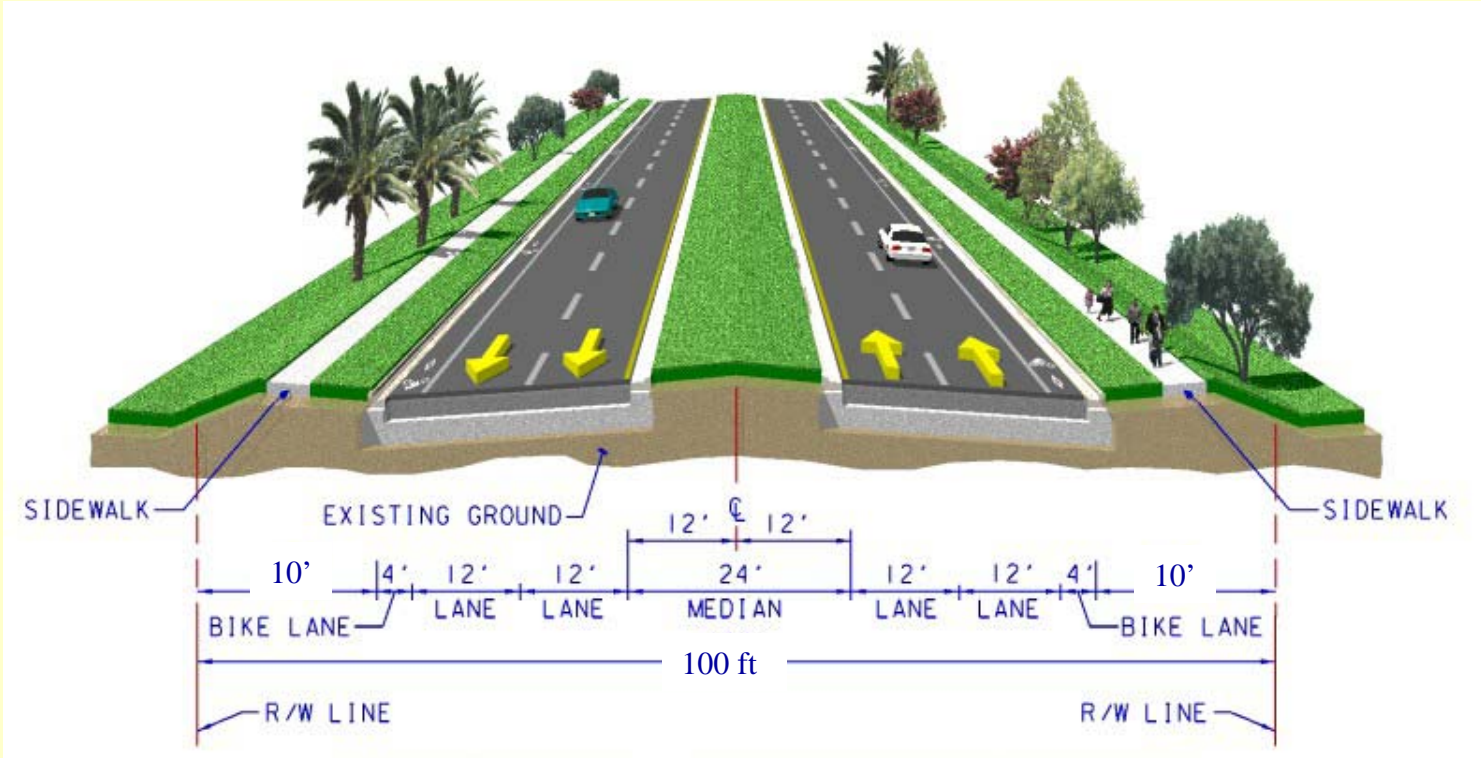 SIDEWALK
EXISTING GROUND
℄
SIDEWALK
12' 12'
10' 4' 12' 12' 24' 12' 12' 4' 10'
LANE LANE MEDIAN LANE LANE
BIKE LANE BIKE LANE
100 ft
R/W LINE R/W LINE